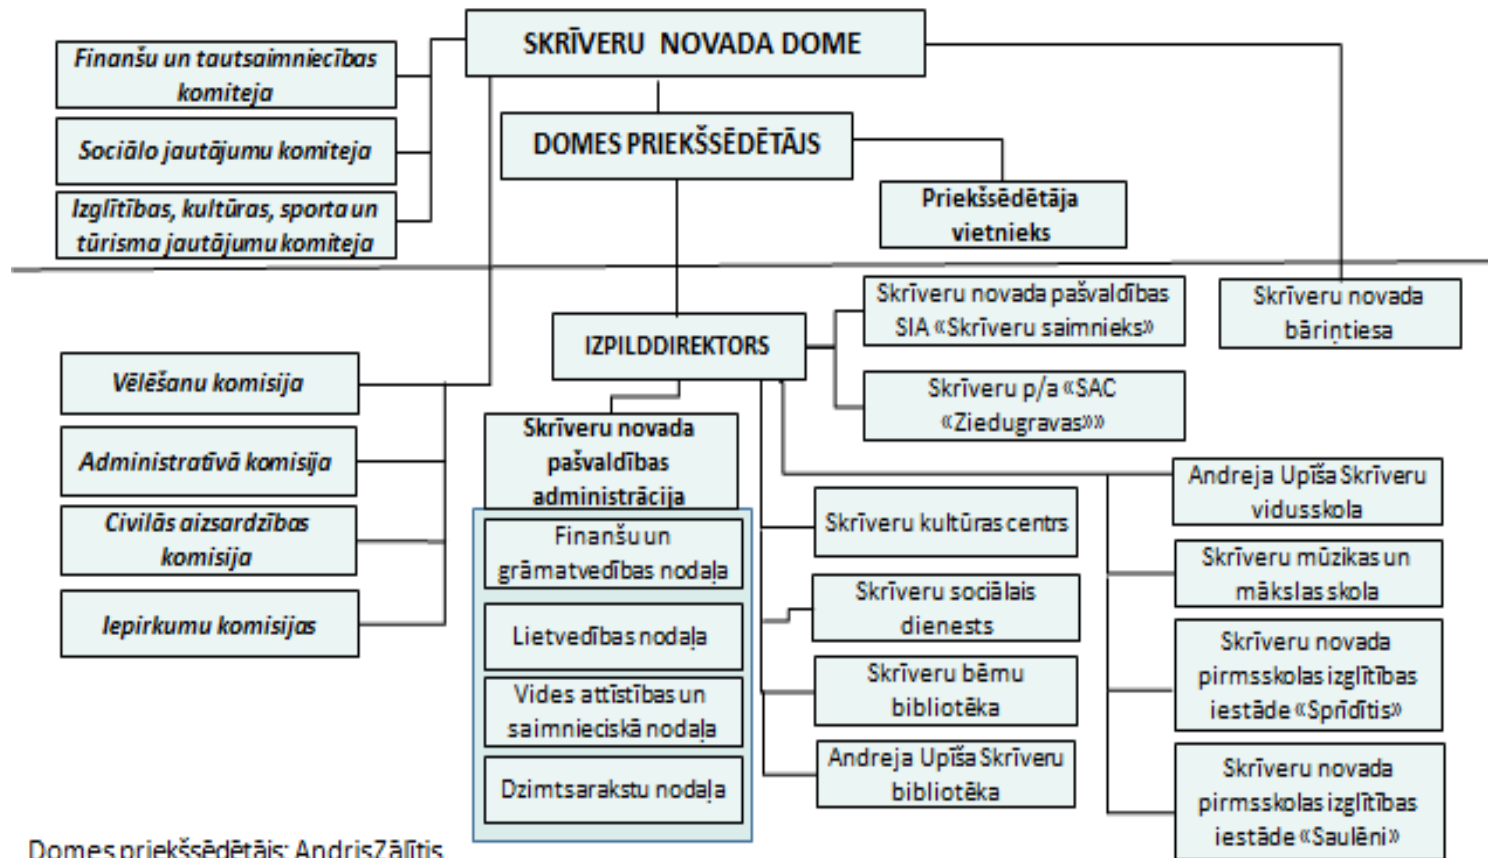 SKRĪVERU NOVADA DOME
Finanšu un tautsaimniecības
komiteja
Sociālo jautājumu komiteja
Izglītības, kultūras, sporta un
tūrisma jautājumu komiteja
DOMES PRIEKŠSĒDĒTĀJS
Priekšsēdētāja
vietnieks
IZPILDDIREKTORS
Skrīveru novada pašvaldības
SIA «Skrīveru saimnieks»
Skrīveru novada
bāriņtiesa
Skrīveru p/a «SAC
«Ziedugravas»»
Vēlēšanu komisija
Administratīvā komisija
Civilās aizsardzības
komisija
Iepirkumu komisijas
Skrīveru novada
pašvaldības
administrācija
Finanšu un
grāmatvedības nodaļa
Lietvedības nodaļa
Vides attīstības un
saimnieciskā nodaļa
Dzimtsarakstu nodaļa
Skrīveru kultūras centrs
Skrīveru sociālais
dienests
Skrīveru bērnu
bibliotēka
Andreja Upīša Skrīveru
bibliotēka
Andreja Upīša Skrīveru
vidusskola
Skrīveru mūzikas un
mākslas skola
Skrīveru novada
pirmsskolas izglītības
iestāde «Sprīdītis»
Skrīveru novada
pirmsskolas izglītības
iestāde «Saulēni»
Domes priekšsēdētājs: Andris Zālītis